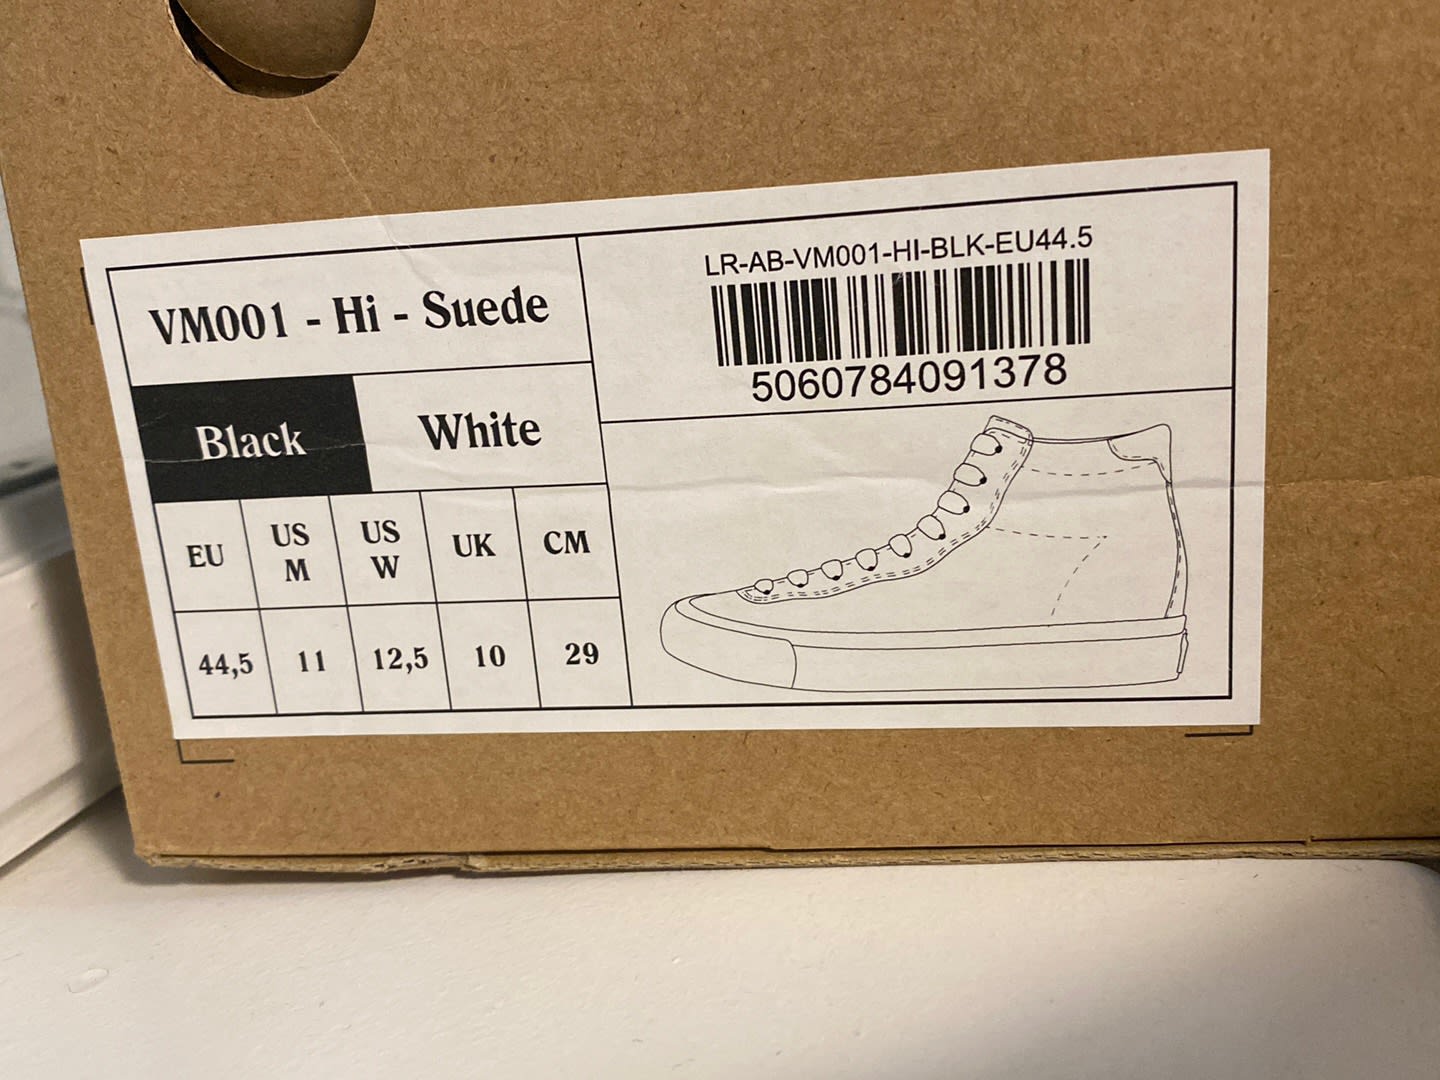 VM001 - Hi - Suede
Black White
EU US M US W UK CM
44,5 11 12,5 10 29
LR-AB-VM001-HI-BLK-EU44.5
5060784091378